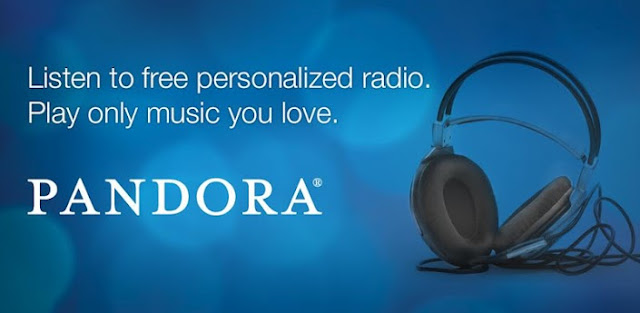 Listen to free personalized radio.
Play only music you love.
PANDORA®